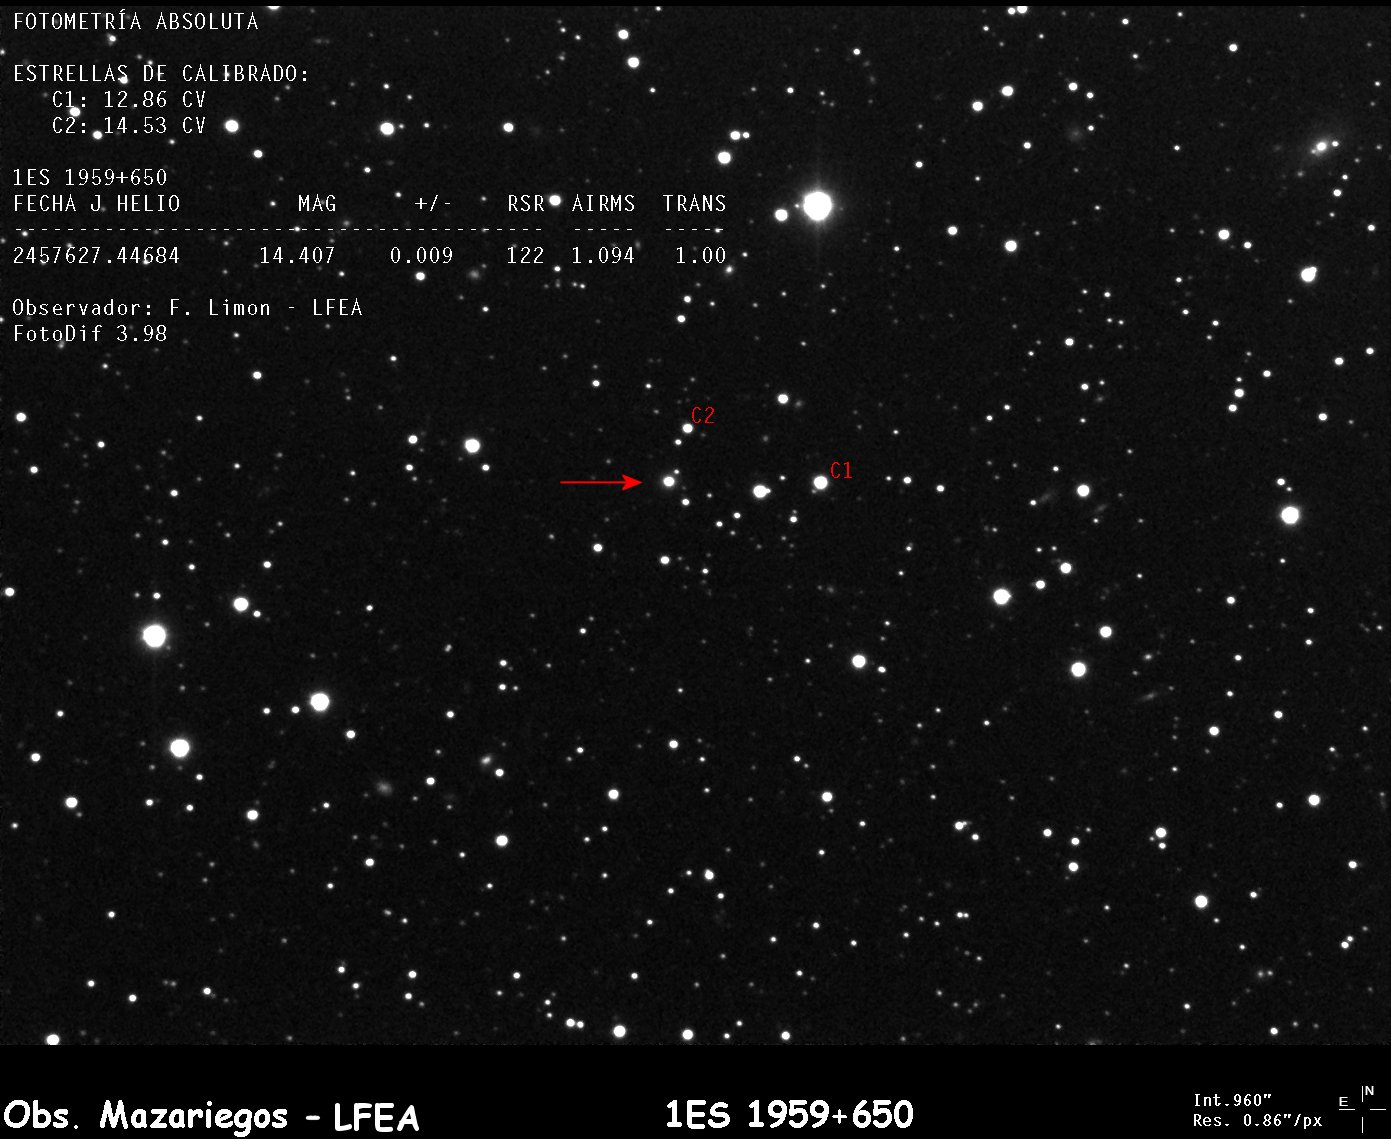 FOTOMETRÍA ABSOLUTA
ESTRELLAS DE CALIBRADO:
C1: 12.86 CV
C2: 14.53 CV
1ES 1959+650
FECHA J HELIO MAG +/- RSR AIRMS TRANS
2457627.44684 14.407 0.009 122 1.094 1.00
Observador: F. Limon - LFEA
FotoDif 3.98
C2
C1
Obs. Mazariegos - LFEA
1ES 1959+650
Int.960"
Res. 0.86"/px
N
E